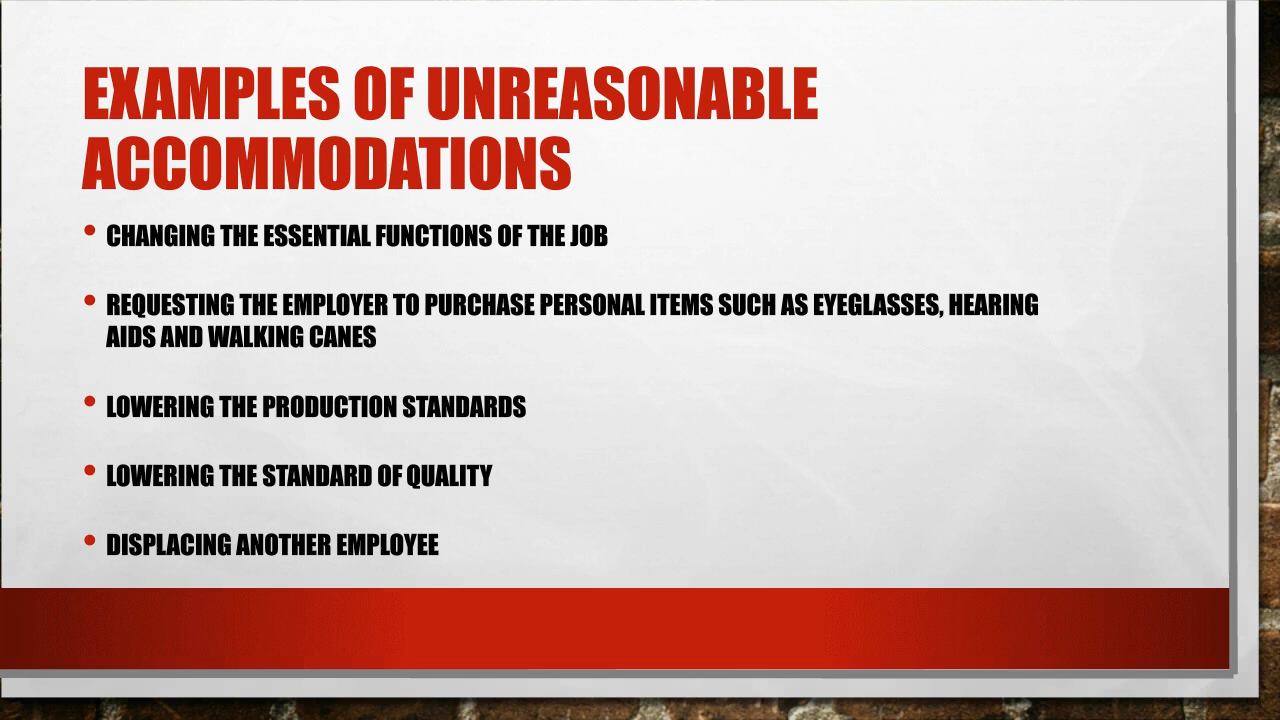 EXAMPLES OF UNREASONABLE
ACCOMMODATIONS
• CHANGING THE ESSENTIAL FUNCTIONS OF THE JOB
• REQUESTING THE EMPLOYER TO PURCHASE PERSONAL ITEMS SUCH AS EYEGLASSES, HEARING
AIDS AND WALKING CANES
• LOWERING THE PRODUCTION STANDARDS
• LOWERING THE STANDARD OF QUALITY
• DISPLACING ANOTHER EMPLOYEE